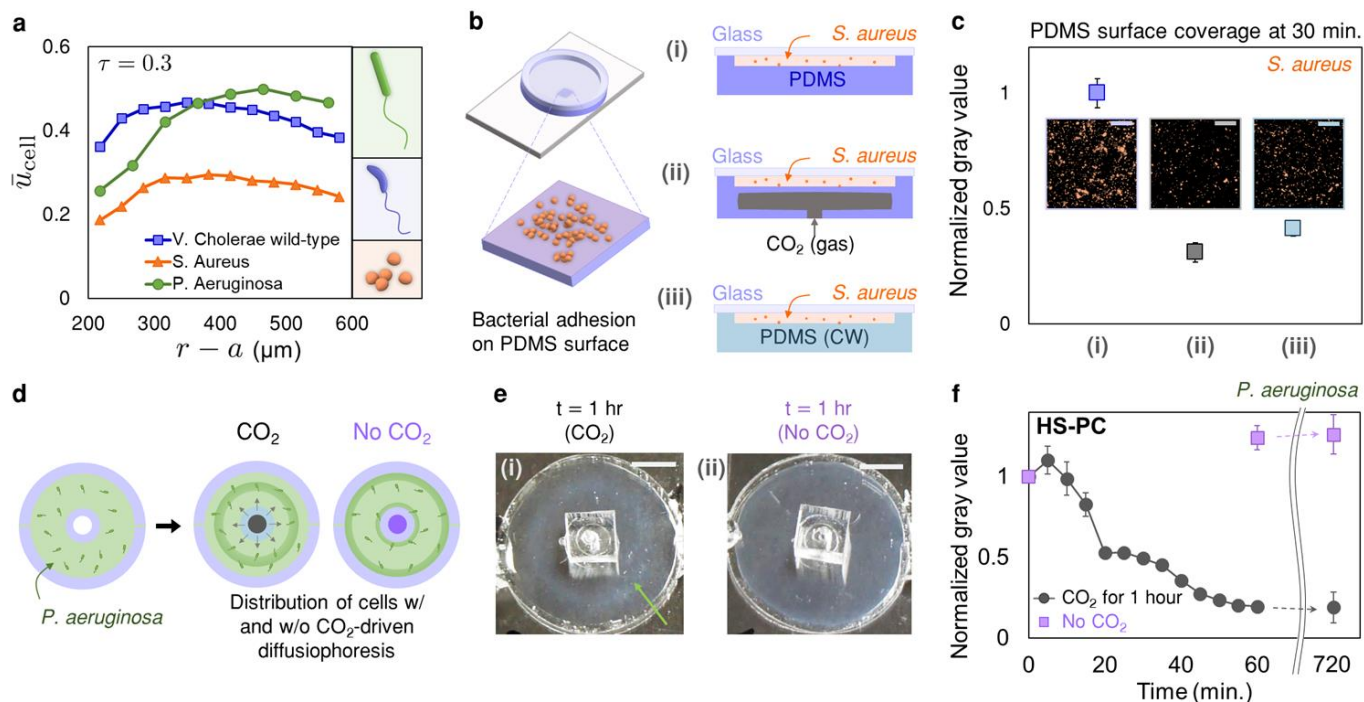 a
0.6
0.4
0.2
0
τ = 0.3
ū_cell
V. Cholerae wild-type
S. Aureus
P. Aeruginosa
200 300 400 500 600
r − a (μm)
b
Bacterial adhesion
on PDMS surface
(i)
Glass
S. aureus
PDMS
(ii)
S. aureus
CO₂ (gas)
(iii)
Glass
S. aureus
PDMS (CW)
c
PDMS surface coverage at 30 min.
S. aureus
Normalized gray value
1
0.5
0
(i) (ii) (iii)
d
CO₂
No CO₂
P. aeruginosa
Distribution of cells w/
and w/o CO₂-driven
diffusiophoresis
e
t = 1 hr
(CO₂)
t = 1 hr
(No CO₂)
(i)
(ii)
P. aeruginosa
f
HS-PC
Normalized gray value
1
0.5
0
CO₂ for 1 hour
No CO₂
0 20 40 60 720
Time (min.)